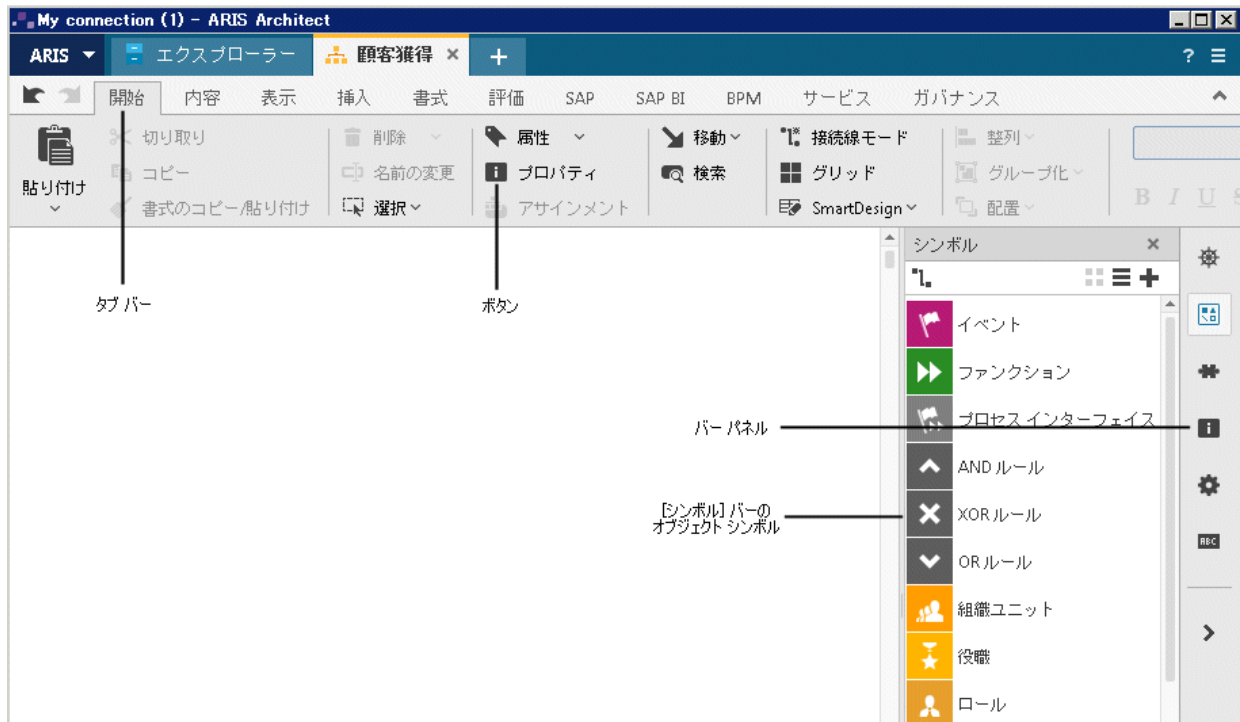 My connection (1) - ARIS Architect
ARIS エクスプローラー 顧客獲得 × + ?
開始 内容 表示 挿入 書式 評価 SAP SAP BI BPM サービス ガバナンス
切り取り 削除 属性 移動 接続線モード 整列
コピー 名前の変更 プロパティ 検索 グリッド グループ化
貼り付け
書式のコピー/貼り付け 選択 アサインメント SmartDesign 配置 B I U S
シンボル ×
タブ バー
ボタン
イベント
ファンクション
プロセス インターフェイス
バー パネル
AND ルール
[シンボル] バーの
オブジェクト シンボル
XOR ルール
ABC
OR ルール
組織ユニット
役職
ロール